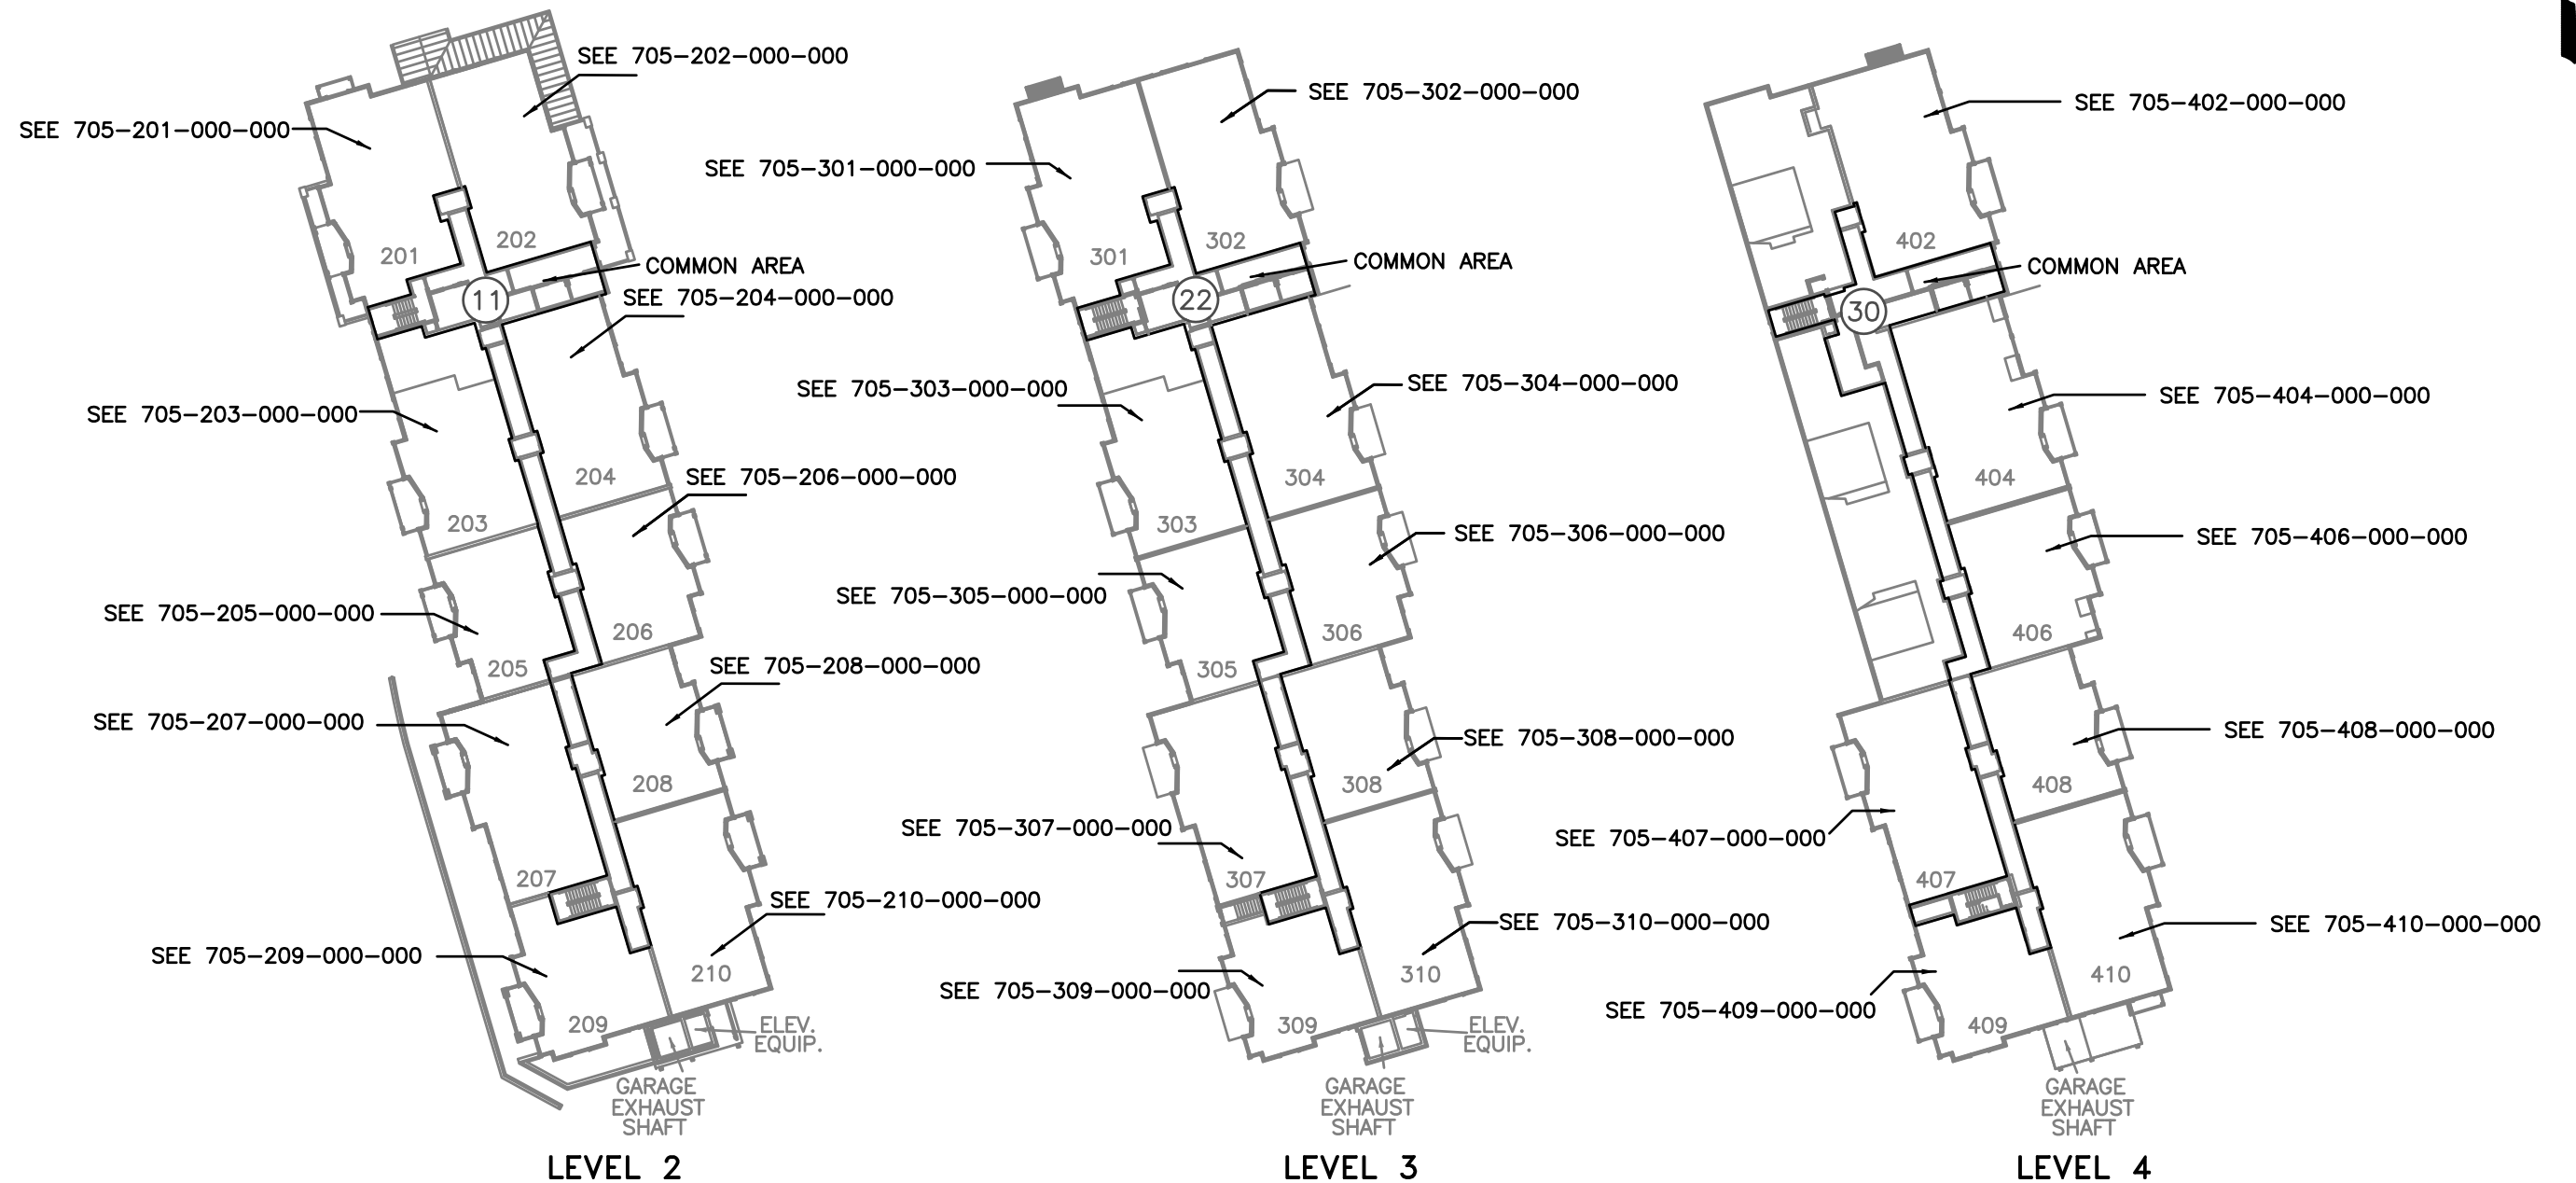 SEE 705-202-000-000
SEE 705-201-000-000
201
202
COMMON AREA
11
SEE 705-204-000-000
SEE 705-203-000-000
204
SEE 705-206-000-000
203
SEE 705-205-000-000
206
205
SEE 705-208-000-000
SEE 705-207-000-000
208
207
SEE 705-210-000-000
SEE 705-209-000-000
210
209
ELEV.
EQUIP.
GARAGE
EXHAUST
SHAFT
LEVEL 2
SEE 705-302-000-000
SEE 705-301-000-000
302
301
COMMON AREA
22
SEE 705-303-000-000
SEE 705-304-000-000
304
303
SEE 705-306-000-000
SEE 705-305-000-000
306
305
SEE 705-308-000-000
308
SEE 705-307-000-000
307
SEE 705-310-000-000
310
SEE 705-309-000-000
309
ELEV.
EQUIP.
GARAGE
EXHAUST
SHAFT
LEVEL 3
SEE 705-402-000-000
402
COMMON AREA
30
SEE 705-404-000-000
404
SEE 705-406-000-000
406
SEE 705-408-000-000
408
SEE 705-407-000-000
407
SEE 705-410-000-000
410
SEE 705-409-000-000
409
GARAGE
EXHAUST
SHAFT
LEVEL 4